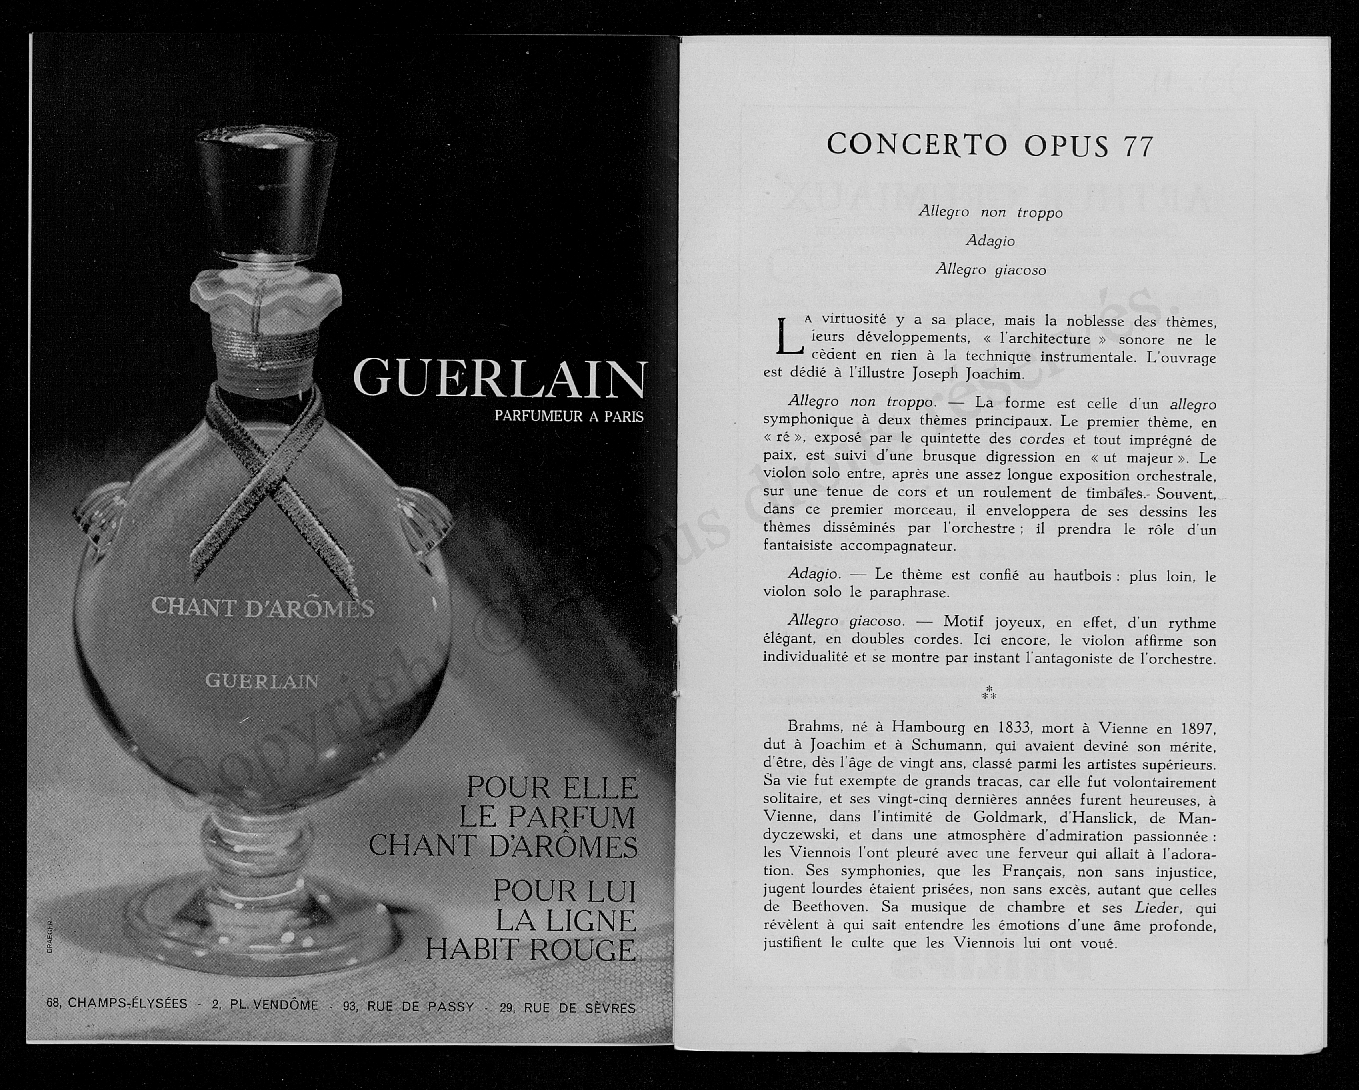 GUERLAIN
PARFUMEUR A PARIS
CHANT D'ARÔMES
GUERLAIN
POUR ELLE
LE PARFUM
CHANT D'ARÔMES
POUR LUI
LA LIGNE
HABIT ROUGE
DRAEGER
68, CHAMPS-ÉLYSÉES - 2, PL. VENDÔME - 93, RUE DE PASSY - 29, RUE DE SÈVRES
CONCERTO OPUS 77
Allegro non troppo
Adagio
Allegro giacoso
LA virtuosité y a sa place, mais la noblesse des thèmes,
leurs développements, « l'architecture » sonore ne le
cèdent en rien à la technique instrumentale. L'ouvrage
est dédié à l'illustre Joseph Joachim.
Allegro non troppo. — La forme est celle d'un allegro
symphonique à deux thèmes principaux. Le premier thème, en
« ré », exposé par le quintette des cordes et tout imprégné de
paix, est suivi d'une brusque digression en « ut majeur ». Le
violon solo entre, après une assez longue exposition orchestrale,
sur une tenue de cors et un roulement de timbales. Souvent,
dans ce premier morceau, il enveloppera de ses dessins les
thèmes disséminés par l'orchestre ; il prendra le rôle d'un
fantaisiste accompagnateur.
Adagio. — Le thème est confié au hautbois : plus loin, le
violon solo le paraphrase.
Allegro giacoso. — Motif joyeux, en effet, d'un rythme
élégant, en doubles cordes. Ici encore, le violon affirme son
individualité et se montre par instant l'antagoniste de l'orchestre.
***
Brahms, né à Hambourg en 1833, mort à Vienne en 1897,
dut à Joachim et à Schumann, qui avaient deviné son mérite,
d'être, dès l'âge de vingt ans, classé parmi les artistes supérieurs.
Sa vie fut exempte de grands tracas, car elle fut volontairement
solitaire, et ses vingt-cinq dernières années furent heureuses, à
Vienne, dans l'intimité de Goldmark, d'Hanslick, de Man-
dyczewski, et dans une atmosphère d'admiration passionnée :
les Viennois l'ont pleuré avec une ferveur qui allait à l'adora-
tion. Ses symphonies, que les Français, non sans injustice,
jugent lourdes étaient prisées, non sans excès, autant que celles
de Beethoven. Sa musique de chambre et ses Lieder, qui
révèlent à qui sait entendre les émotions d'une âme profonde,
justifient le culte que les Viennois lui ont voué.